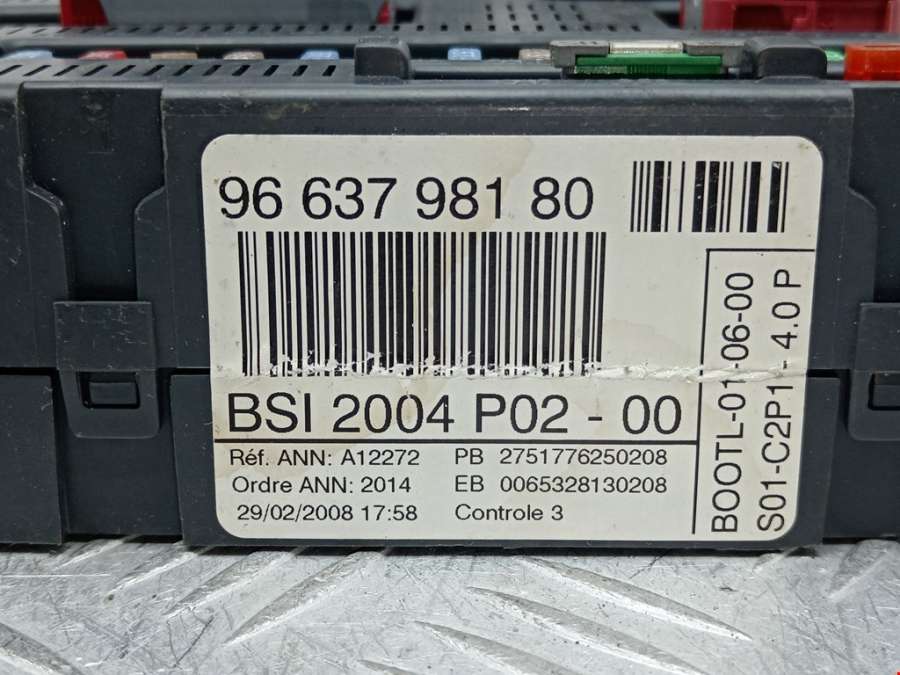 96 637 981 80
BSI 2004 P02 - 00
Réf. ANN: A12272 PB 2751776250208
Ordre ANN: 2014 EB 0065328130208
29/02/2008 17:58 Controle 3
BOOTL-01-06-00
S01-C2P1- 4.0 P